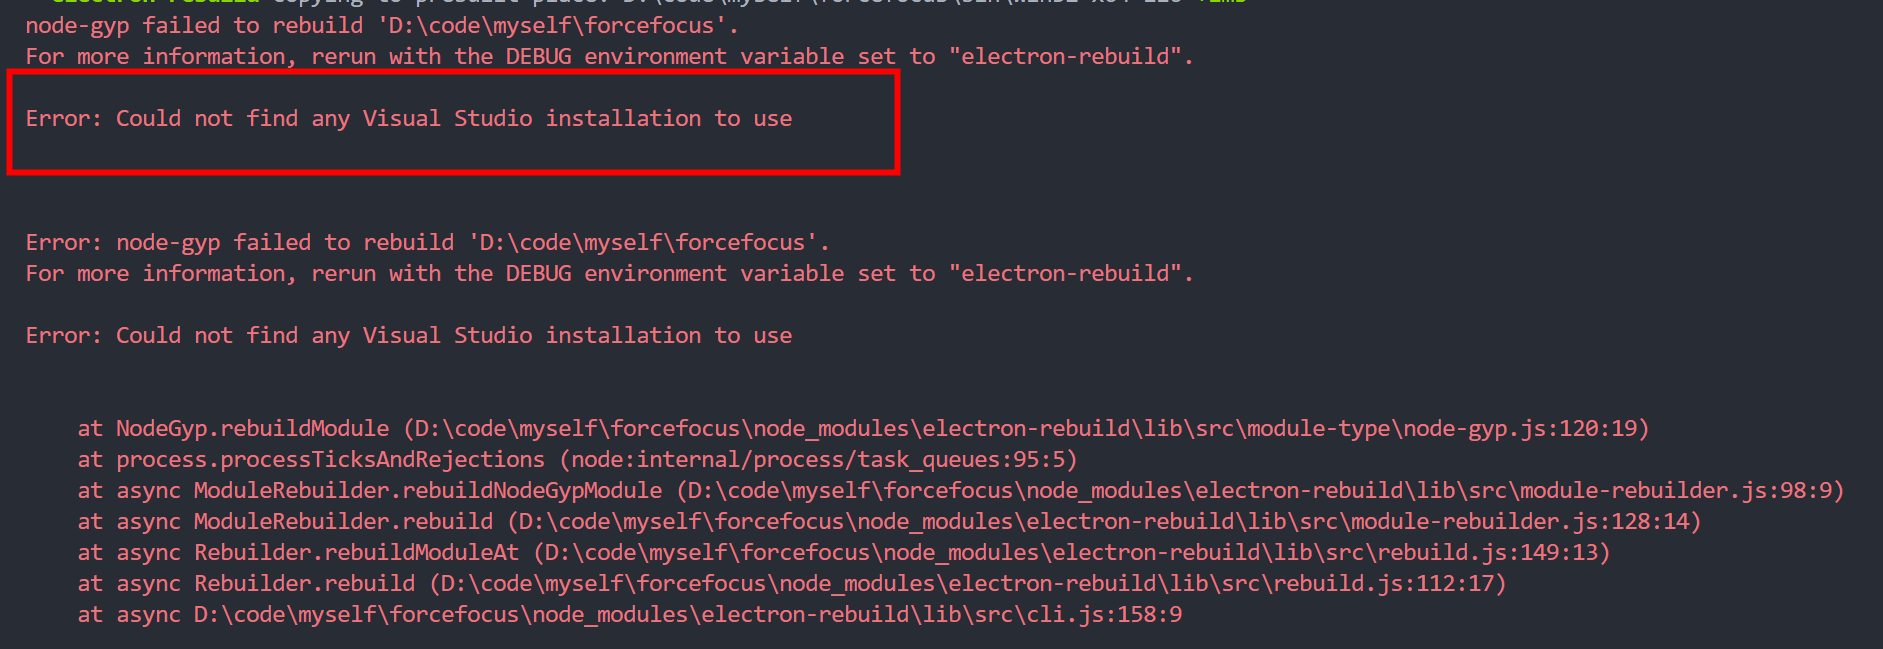 node-gyp failed to rebuild 'D:\code\myself\forcefocus'.
For more information, rerun with the DEBUG environment variable set to "electron-rebuild".
Error: Could not find any Visual Studio installation to use
Error: node-gyp failed to rebuild 'D:\code\myself\forcefocus'.
For more information, rerun with the DEBUG environment variable set to "electron-rebuild".
Error: Could not find any Visual Studio installation to use
at NodeGyp.rebuildModule (D:\code\myself\forcefocus\node_modules\electron-rebuild\lib\src\module-type\node-gyp.js:120:19)
at process.processTicksAndRejections (node:internal/process/task_queues:95:5)
at async ModuleRebuilder.rebuildNodeGypModule (D:\code\myself\forcefocus\node_modules\electron-rebuild\lib\src\module-rebuilder.js:98:9)
at async ModuleRebuilder.rebuild (D:\code\myself\forcefocus\node_modules\electron-rebuild\lib\src\module-rebuilder.js:128:14)
at async Rebuilder.rebuildModuleAt (D:\code\myself\forcefocus\node_modules\electron-rebuild\lib\src\rebuild.js:149:13)
at async Rebuilder.rebuild (D:\code\myself\forcefocus\node_modules\electron-rebuild\lib\src\rebuild.js:112:17)
at async D:\code\myself\forcefocus\node_modules\electron-rebuild\lib\src\cli.js:158:9